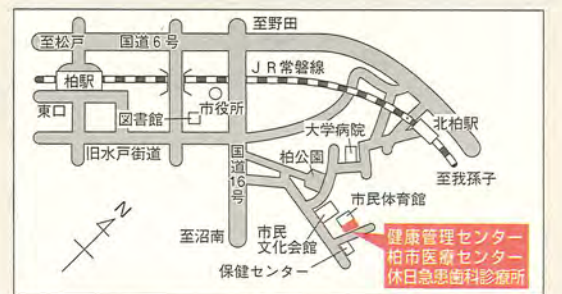 至野田
至松戸
国道6号
JR常磐線
柏駅
東口
図書館
市役所
大学病院
北柏駅
旧水戸街道
国道16号
柏公園
至我孫子
市民体育館
至沼南
市民
文化会館
保健センター
健康管理センター
柏市医療センター
休日急患歯科診療所
N